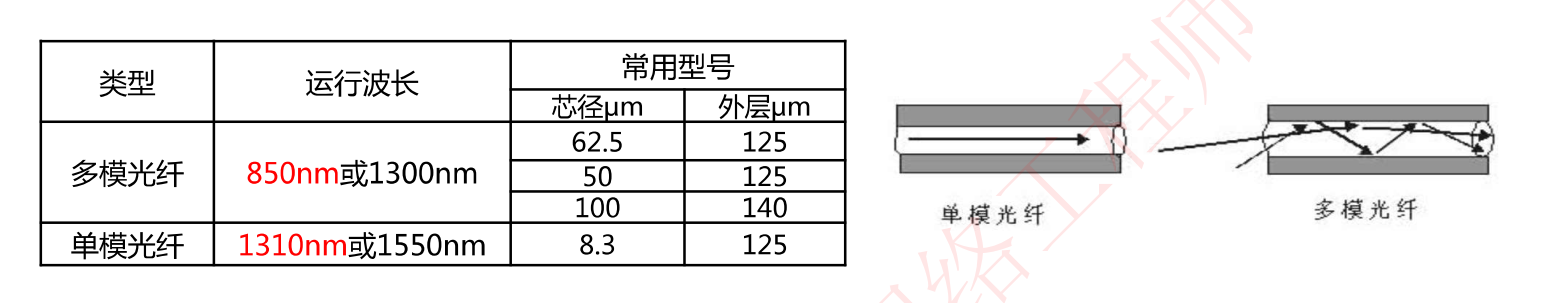 类型 运行波长 常用型号
芯径μm 外层μm
多模光纤 850nm或1300nm 62.5 125
50 125
100 140
单模光纤 1310nm或1550nm 8.3 125
单模光纤 多模光纤
络工程师